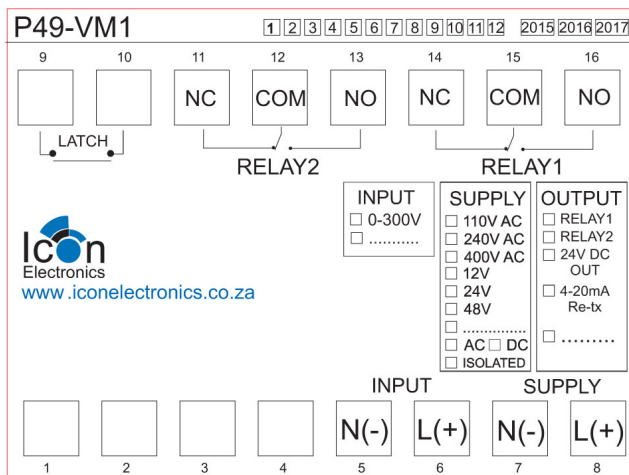 P49-VM1 1 2 3 4 5 6 7 8 9 10 11 12 2015 2016 2017
9 10 11 12 13 14 15 16
NC COM NO NC COM NO
LATCH
RELAY2 RELAY1
INPUT
0-300V
...........
SUPPLY
110V AC
240V AC
400V AC
12V
24V
48V
..............
AC DC
ISOLATED
OUTPUT
RELAY1
RELAY2
24V DC
OUT
4-20mA
Re-tx
.........
Icon
Electronics
www.iconelectronics.co.za
INPUT SUPPLY
N(-) L(+) N(-) L(+)
1 2 3 4 5 6 7 8